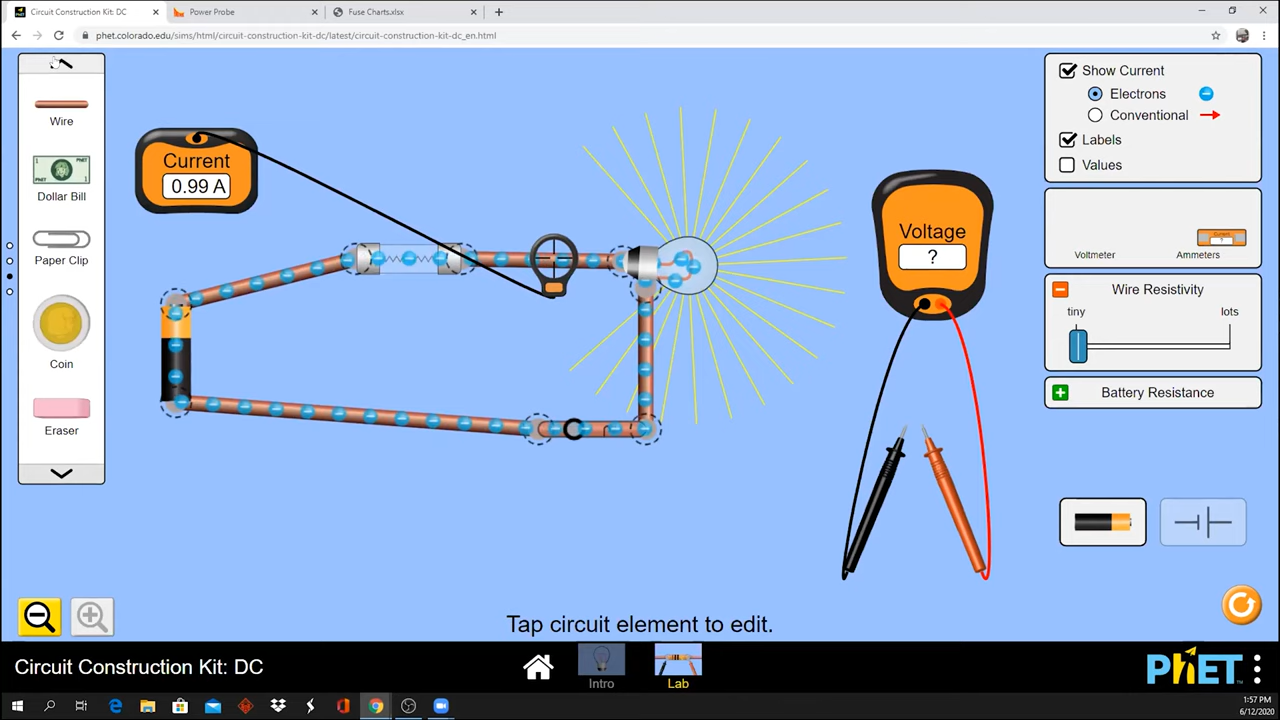 Circuit Construction Kit: DC
Power Probe
Fuse Charts.xlsx
phet.colorado.edu/sims/html/circuit-construction-kit-dc/latest/circuit-construction-kit-dc_en.html
Wire
Dollar Bill
Paper Clip
Coin
Eraser
Current
0.99 A
Voltage
?
Show Current
Electrons
Conventional
Labels
Values
Voltmeter
Current
?
Ammeters
Wire Resistivity
tiny
lots
Battery Resistance
Tap circuit element to edit.
Circuit Construction Kit: DC
Intro
Lab
PhET
1:57 PM
6/12/2020